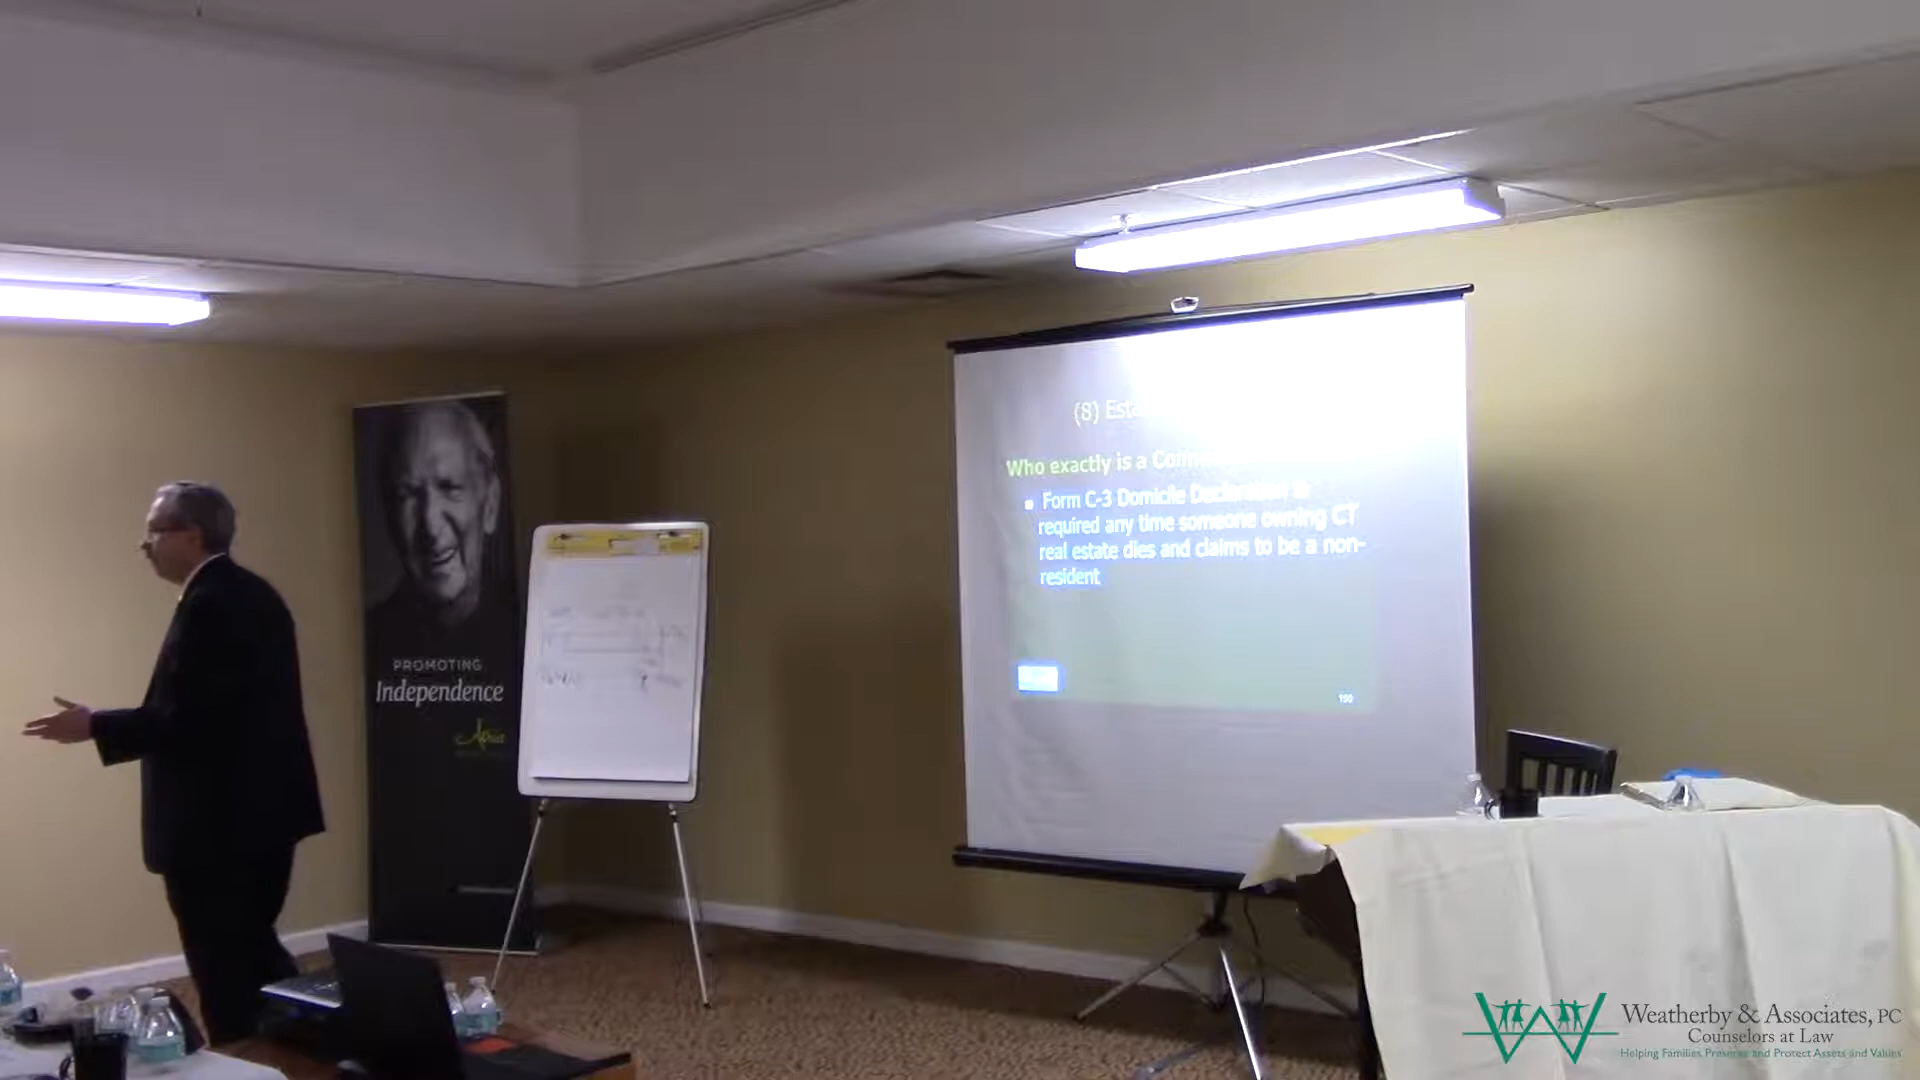 (8) Esta
Who exactly is a Conn
Form C-3 Domicile Declaration is
required any time someone owning CT
real estate dies and claims to be a non-
resident
150
PROMOTING
Independence
Atria
Weatherby & Associates, PC
Counselors at Law
Helping Families Preserve and Protect Assets and Values